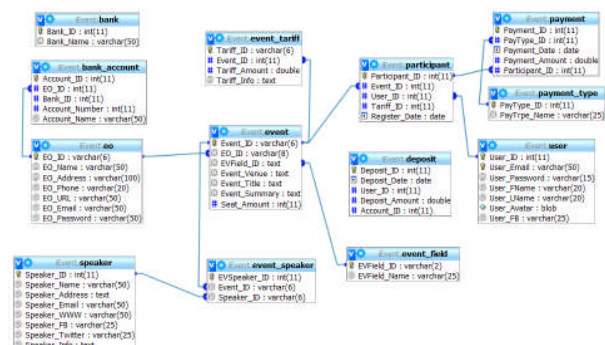 Event.bank
Bank_ID : int(11)
Bank_Name : varchar(50)
Event.bank_account
Account_ID : int(11)
EO_ID : int(11)
Bank_ID : int(11)
Account_Number : int(11)
Account_Name : varchar(50)
Event.eo
EO_ID : varchar(6)
EO_Name : varchar(50)
EO_Address : varchar(100)
EO_Phone : varchar(20)
EO_URL : varchar(50)
EO_Email : varchar(50)
EO_Password : varchar(50)
Event.speaker
Speaker_ID : int(11)
Speaker_Name : varchar(50)
Speaker_Address : text
Speaker_Email : varchar(50)
Speaker_WWW : varchar(50)
Speaker_FB : varchar(25)
Speaker_Twitter : varchar(25)
Speaker_Info : text
Event.event_tariff
Tariff_ID : varchar(6)
Event_ID : int(11)
Tariff_Amount : double
Tariff_Info : text
Event.event
Event_ID : varchar(6)
EO_ID : varchar(8)
EVField_ID : text
Event_Venue : text
Event_Title : text
Event_Summary : text
Seat_Amount : int(11)
Event.event_speaker
EVSpeaker_ID : int(11)
Event_ID : varchar(6)
Speaker_ID : varchar(6)
Event.participant
Participant_ID : int(11)
Event_ID : int(11)
User_ID : int(11)
Tariff_ID : int(11)
Register_Date : date
Event.deposit
Deposit_ID : int(11)
Deposit_Date : date
User_ID : int(11)
Deposit_Amount : double
Account_ID : int(11)
Event.event_field
EVField_ID : varchar(2)
EVField_Name : varchar(25)
Event.payment
Payment_ID : int(11)
PayType_ID : int(11)
Payment_Date : date
Payment_Amount : double
Participant_ID : int(11)
Event.payment_type
PayType_ID : int(11)
PayTrpe_Name : varchar(25)
Event.user
User_ID : int(11)
User_Email : varchar(50)
User_Password : varchar(15)
User_FName : varchar(20)
User_LName : varchar(20)
User_Avatar : blob
User_FB : varchar(25)